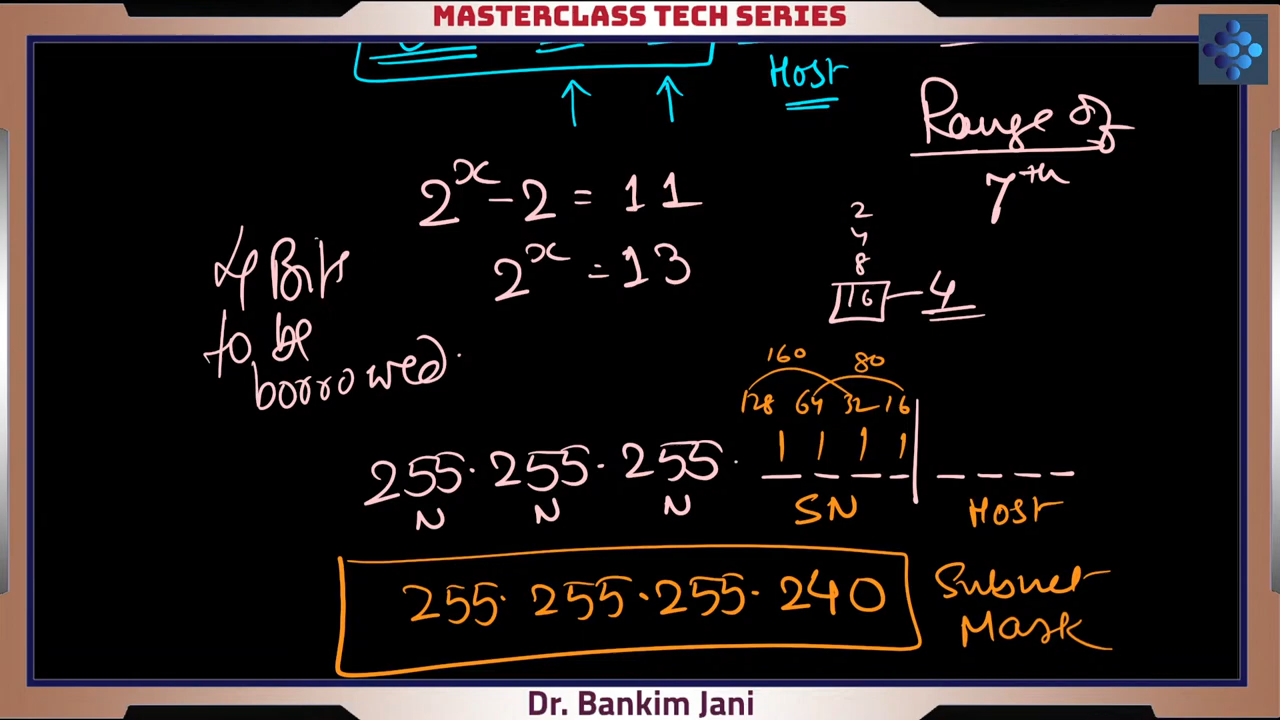 MASTERCLASS TECH SERIES
Host
Range of
7th
2^x - 2 = 11
2^x = 13
2
4
8
16 — 4
4 Bits
to be
borrowed.
160 80
128 64 32 16
1 1 1 1
255. 255. 255.
N N N SN Host
255. 255. 255. 240
Subnet
Mask
Dr. Bankim Jani